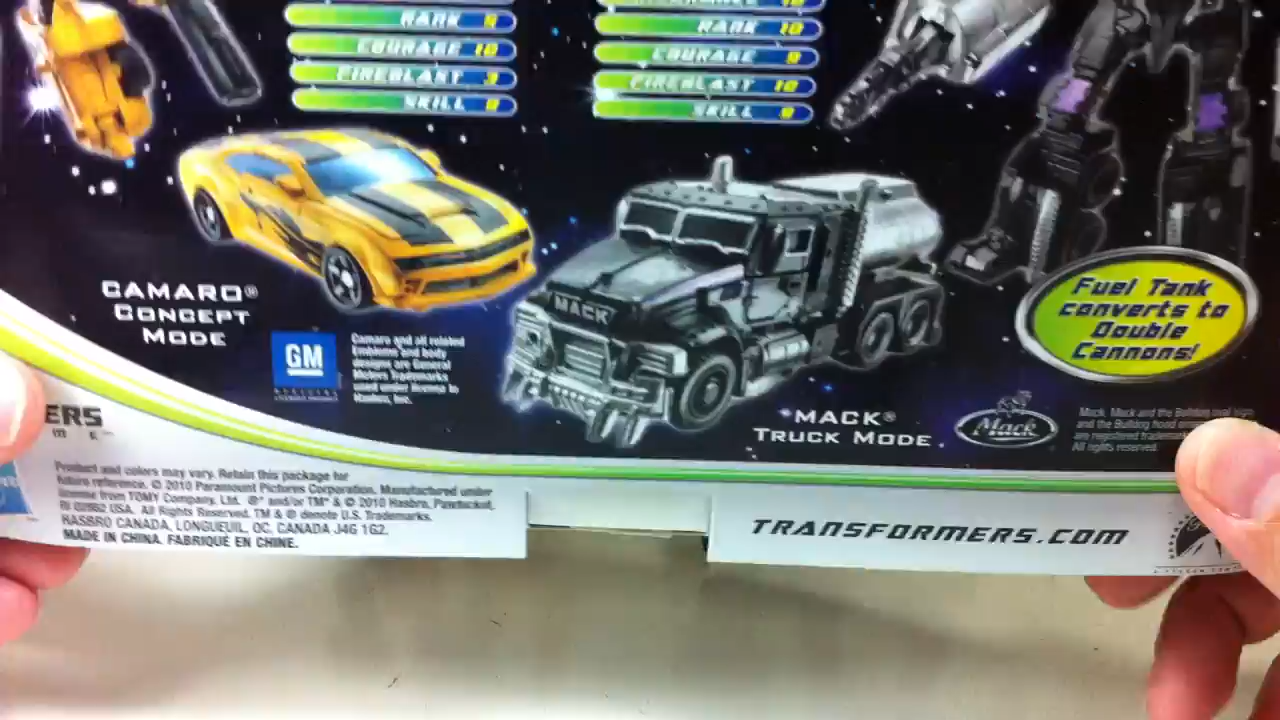 RANK
COURAGE 10
FIREBLAST
SKILL
RANK 10
COURAGE 9
FIREBLAST 10
SKILL
CAMARO®
CONCEPT
MODE
GM
Camaro and all related
Emblems and body
designs are General
Motors Trademarks
used under license to
Hasbro, Inc.
MACK
Fuel Tank
converts to
Double
Cannons!
"MACK®
TRUCK MODE
Mack
Mack, Mack and the Bulldog
and the Bulldog hood
are registered
All rights reserved.
ERS
Product and colors may vary. Retain this package for
future reference. © 2010 Paramount Pictures Corporation. Manufactured under
license from TOMY Company, Ltd. ®* and/or TM* & © 2010 Hasbro, Pawtucket,
RI 02862 USA. All Rights Reserved. TM & ® denote U.S. Trademarks.
HASBRO CANADA, LONGUEUIL, QC, CANADA J4G 1G2.
MADE IN CHINA. FABRIQUÉ EN CHINE.
TRANSFORMERS.COM